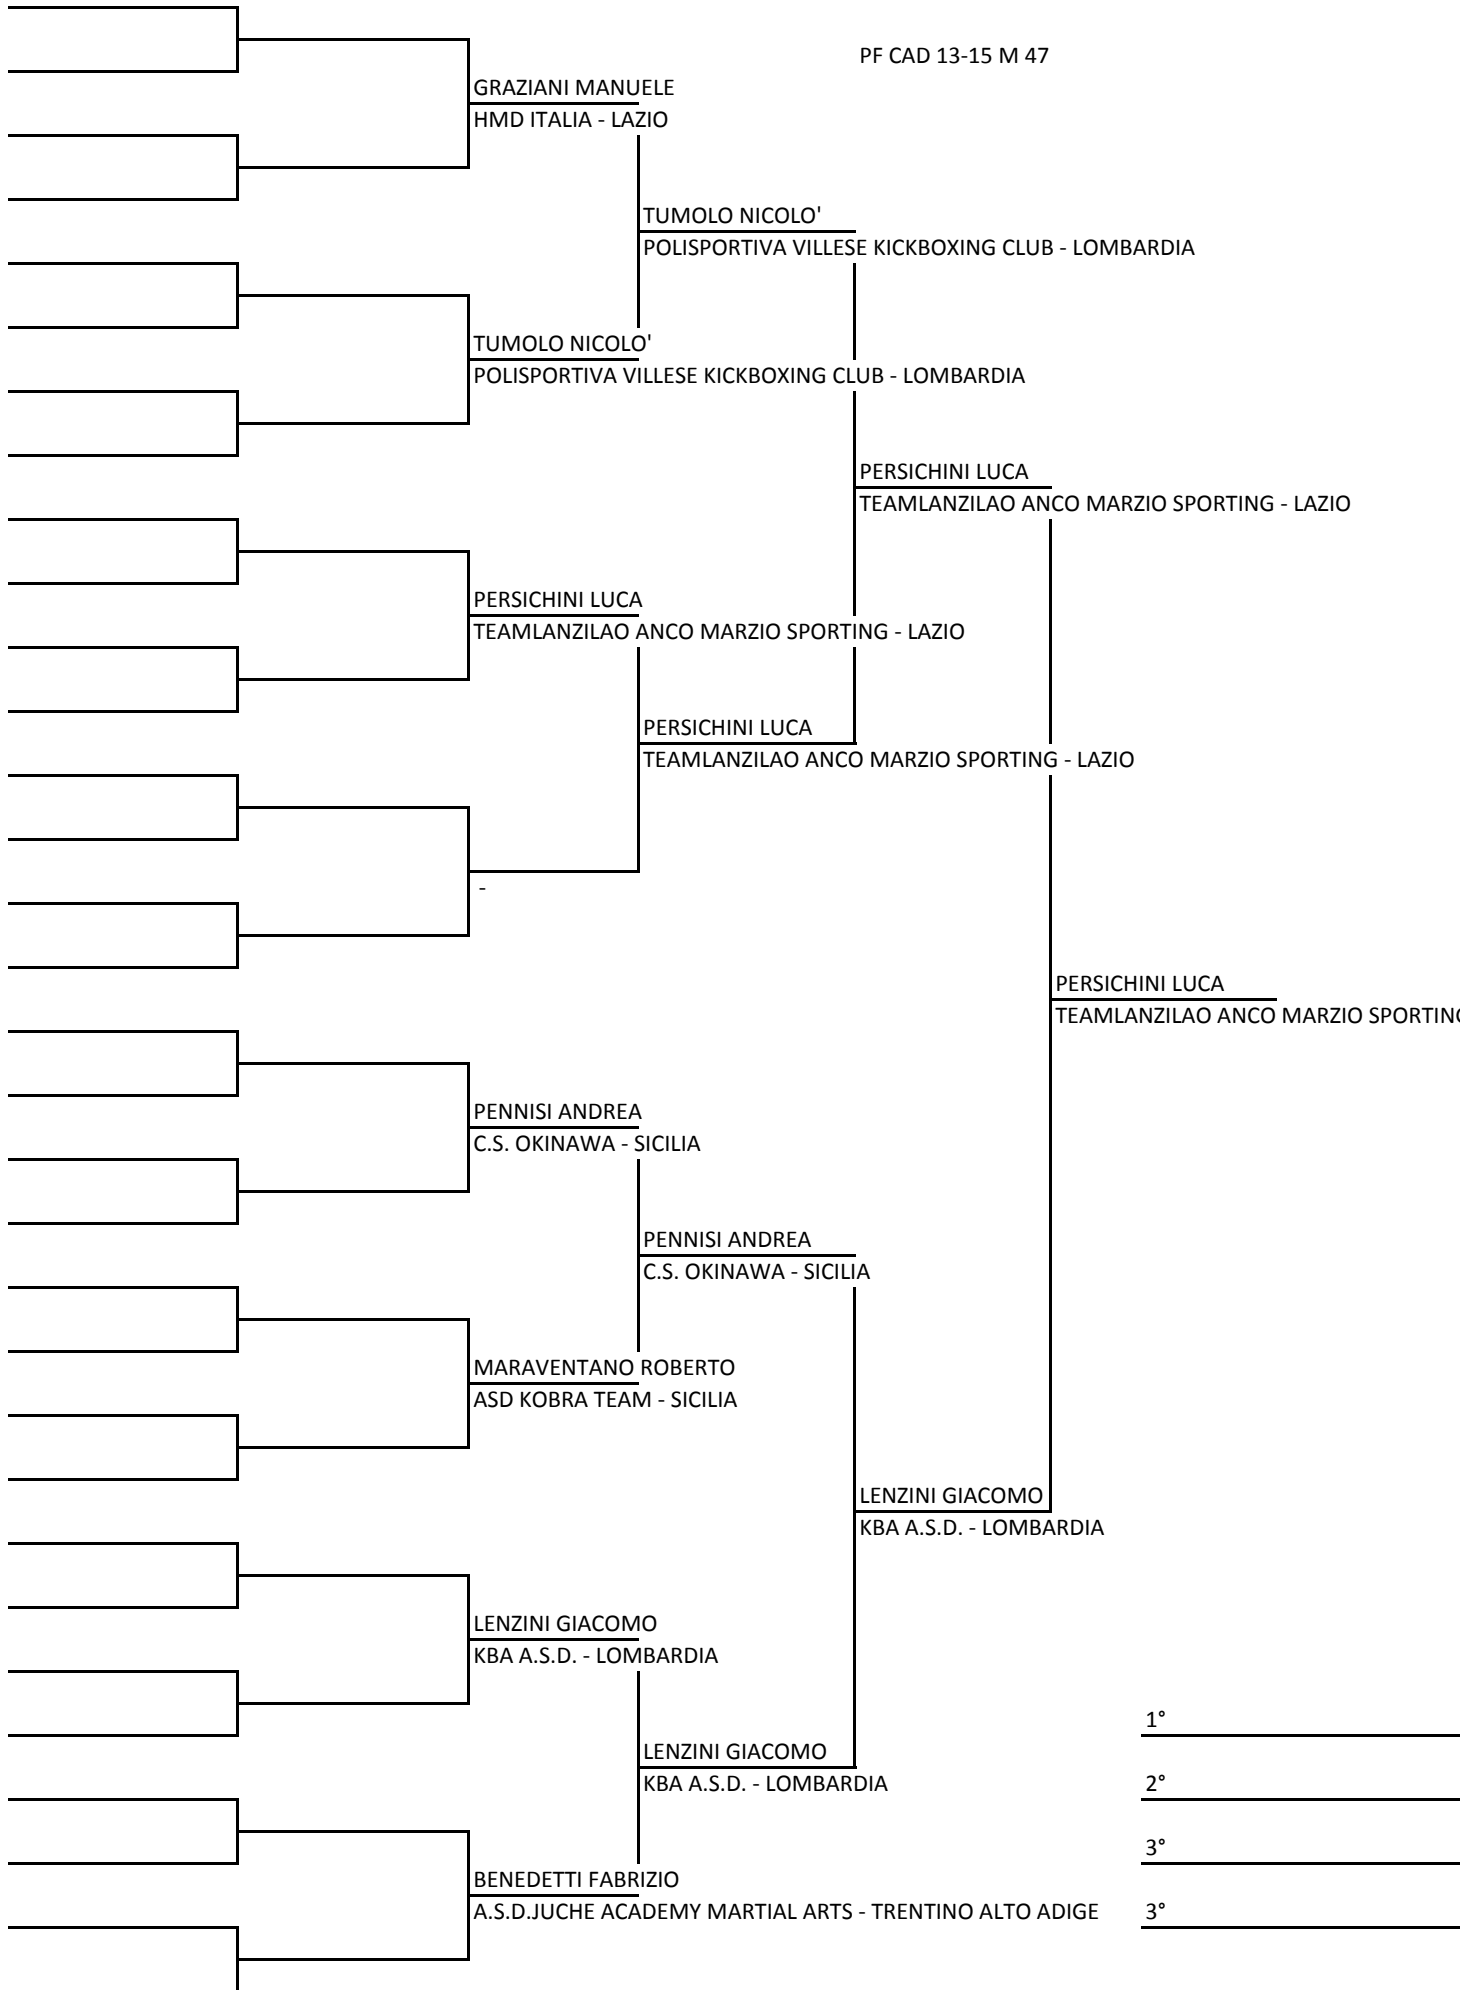 PF CAD 13-15 M 47
GRAZIANI MANUELE
HMD ITALIA - LAZIO
TUMOLO NICOLO'
POLISPORTIVA VILLESE KICKBOXING CLUB - LOMBARDIA
TUMOLO NICOLO'
POLISPORTIVA VILLESE KICKBOXING CLUB - LOMBARDIA
PERSICHINI LUCA
TEAMLANZILAO ANCO MARZIO SPORTING - LAZIO
PERSICHINI LUCA
TEAMLANZILAO ANCO MARZIO SPORTING - LAZIO
PERSICHINI LUCA
TEAMLANZILAO ANCO MARZIO SPORTING - LAZIO
-
PERSICHINI LUCA
TEAMLANZILAO ANCO MARZIO SPORTING
PENNISI ANDREA
C.S. OKINAWA - SICILIA
PENNISI ANDREA
C.S. OKINAWA - SICILIA
MARAVENTANO ROBERTO
ASD KOBRA TEAM - SICILIA
LENZINI GIACOMO
KBA A.S.D. - LOMBARDIA
LENZINI GIACOMO
KBA A.S.D. - LOMBARDIA
1°
LENZINI GIACOMO
KBA A.S.D. - LOMBARDIA
2°
3°
BENEDETTI FABRIZIO
A.S.D.JUCHE ACADEMY MARTIAL ARTS - TRENTINO ALTO ADIGE
3°